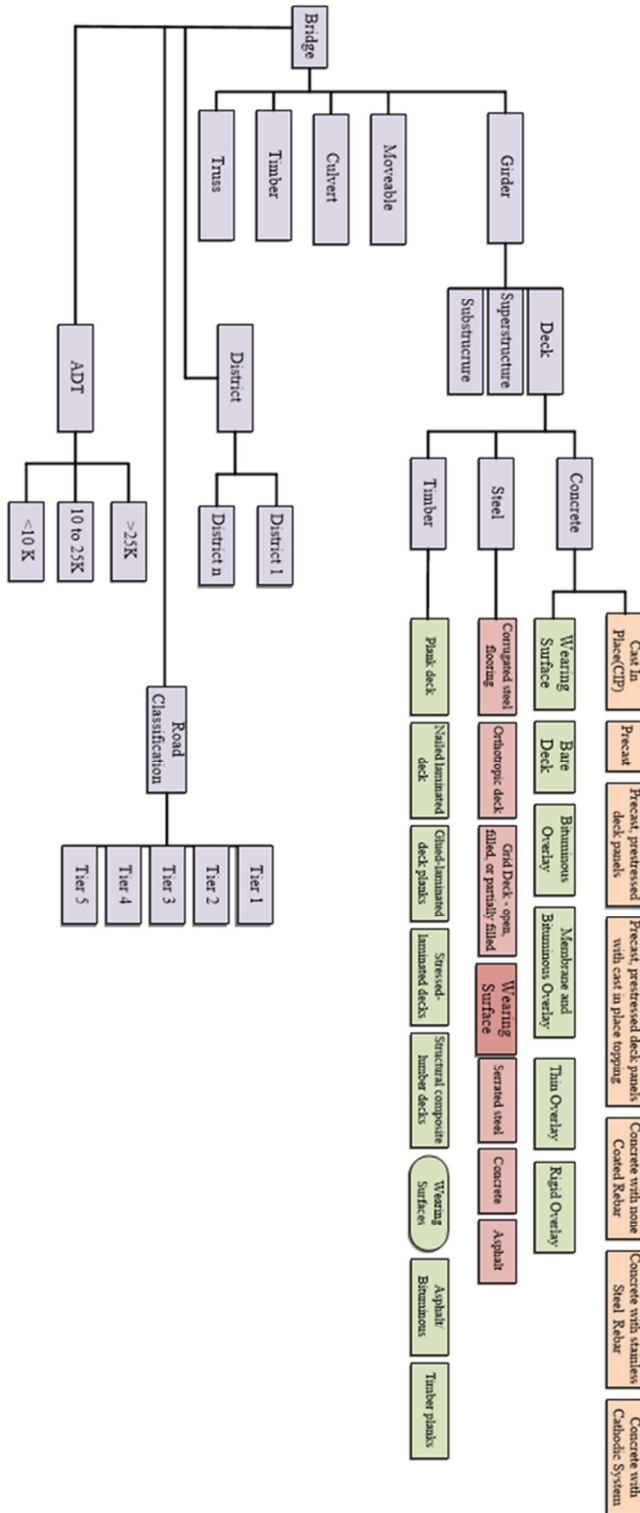 Bridge
Girder
Moveable
Culvert
Timber
Truss
Deck
Superstructure
Substrucrure
Concrete
Steel
Timber
Cast In
Place(CIP)
Precast
Precast, prestressed
deck panels
Precast, prestressed deck panels
with cast in place topping
Concrete with none
Coated Rebar
Concrete with stainless
Steel Rebar
Concrete with
Cathodic System
Wearing
Surface
Bare
Deck
Bituminous
Overlay
Membrane and
Bituminous Overlay
Thin Overlay
Rigid Overlay
Corrugated steel
flooring
Orthotropic deck
Grid Deck - open,
filled, or partially filled
Wearing
Surface
Serrated steel
Concrete
Asphalt
Plank deck
Nailed laminated
deck
Glued-laminated
deck planks
Stressed-
laminated decks
Structural composite
lumber decks
Wearing
Surfaces
Asphalt/
Bituminous
Timber planks
District
District 1
District n
Road
Classification
Tier 1
Tier 2
Tier 3
Tier 4
Tier 5
ADT
>25K
10 to 25K
<10 K